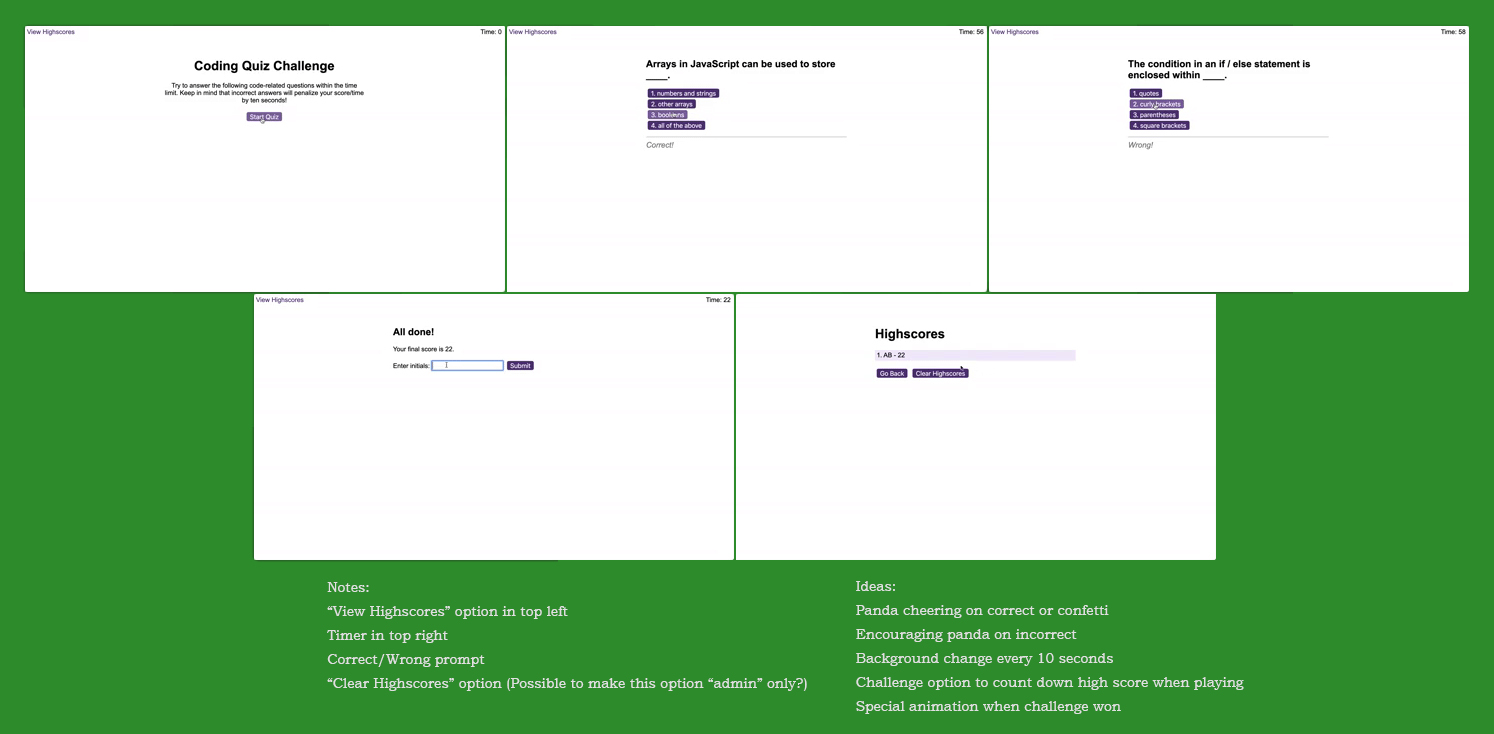 View Highscores
Time: 0
Coding Quiz Challenge
Try to answer the following code-related questions within the time
limit. Keep in mind that incorrect answers will penalize your score/time
by ten seconds!
Start Quiz
View Highscores
Time: 56
Arrays in JavaScript can be used to store
____.
1. numbers and strings
2. other arrays
3. booleans
4. all of the above
Correct!
View Highscores
Time: 58
The condition in an if / else statement is
enclosed within ____.
1. quotes
2. curly brackets
3. parentheses
4. square brackets
Wrong!
View Highscores
Time: 22
All done!
Your final score is 22.
Enter initials:
Submit
Highscores
1. AB - 22
Go Back
Clear Highscores
Notes:
“View Highscores” option in top left
Timer in top right
Correct/Wrong prompt
“Clear Highscores” option (Possible to make this option “admin” only?)
Ideas:
Panda cheering on correct or confetti
Encouraging panda on incorrect
Background change every 10 seconds
Challenge option to count down high score when playing
Special animation when challenge won